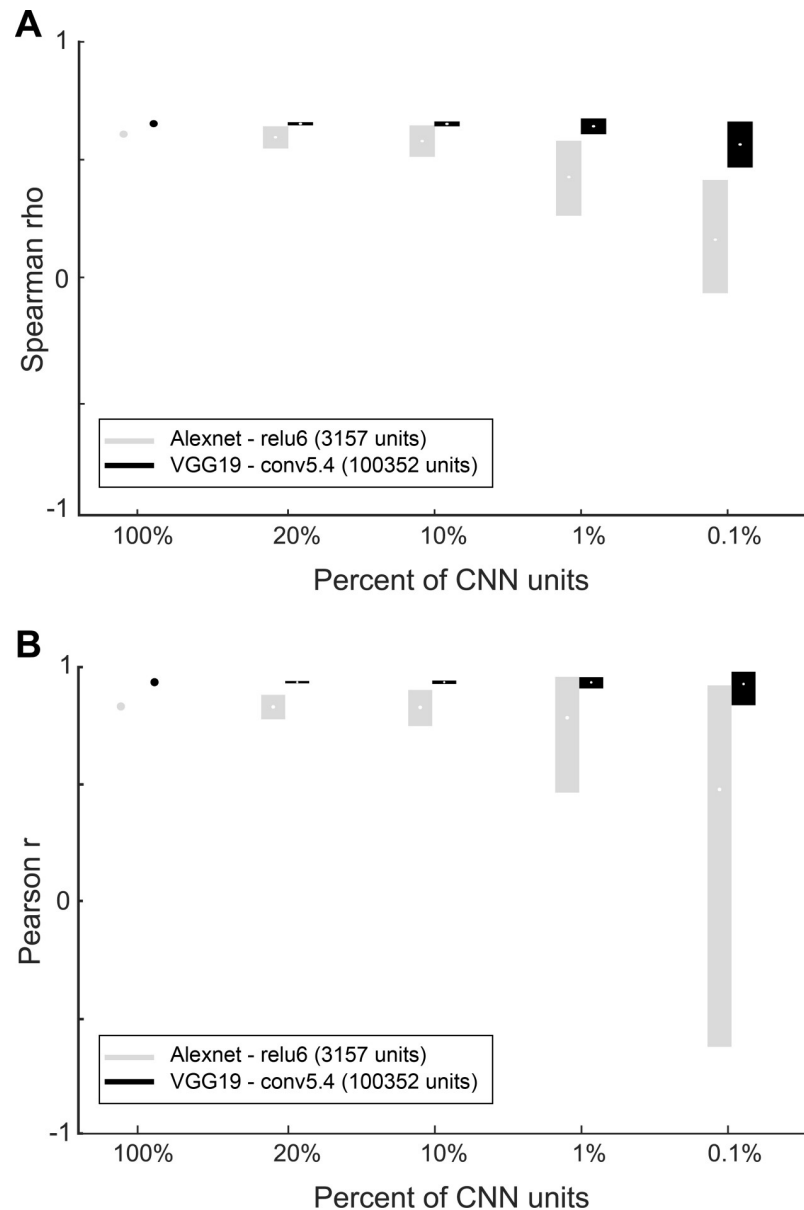 A
1
0
-1
Spearman rho
Alexnet - relu6 (3157 units)
VGG19 - conv5.4 (100352 units)
100% 20% 10% 1% 0.1%
Percent of CNN units
B
1
0
-1
Pearson r
Alexnet - relu6 (3157 units)
VGG19 - conv5.4 (100352 units)
100% 20% 10% 1% 0.1%
Percent of CNN units